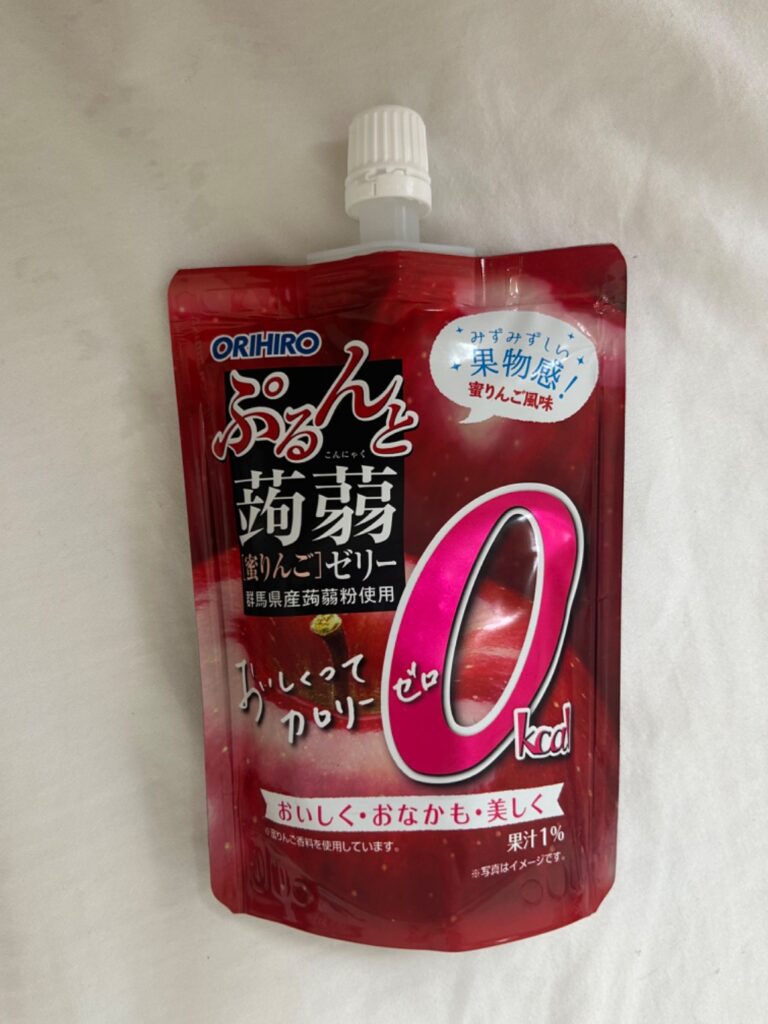 ORIHIRO
みずみずしい
果物感!
蜜りんご風味
ぷるんと
こんにゃく
蒟蒻
[蜜りんご]ゼリー
群馬県産蒟蒻粉使用
おいしくって
カロリーゼロ
0kcal
おいしく・おなかも・美しく
※蜜りんご香料を使用しています。
果汁1%
※写真はイメージです。